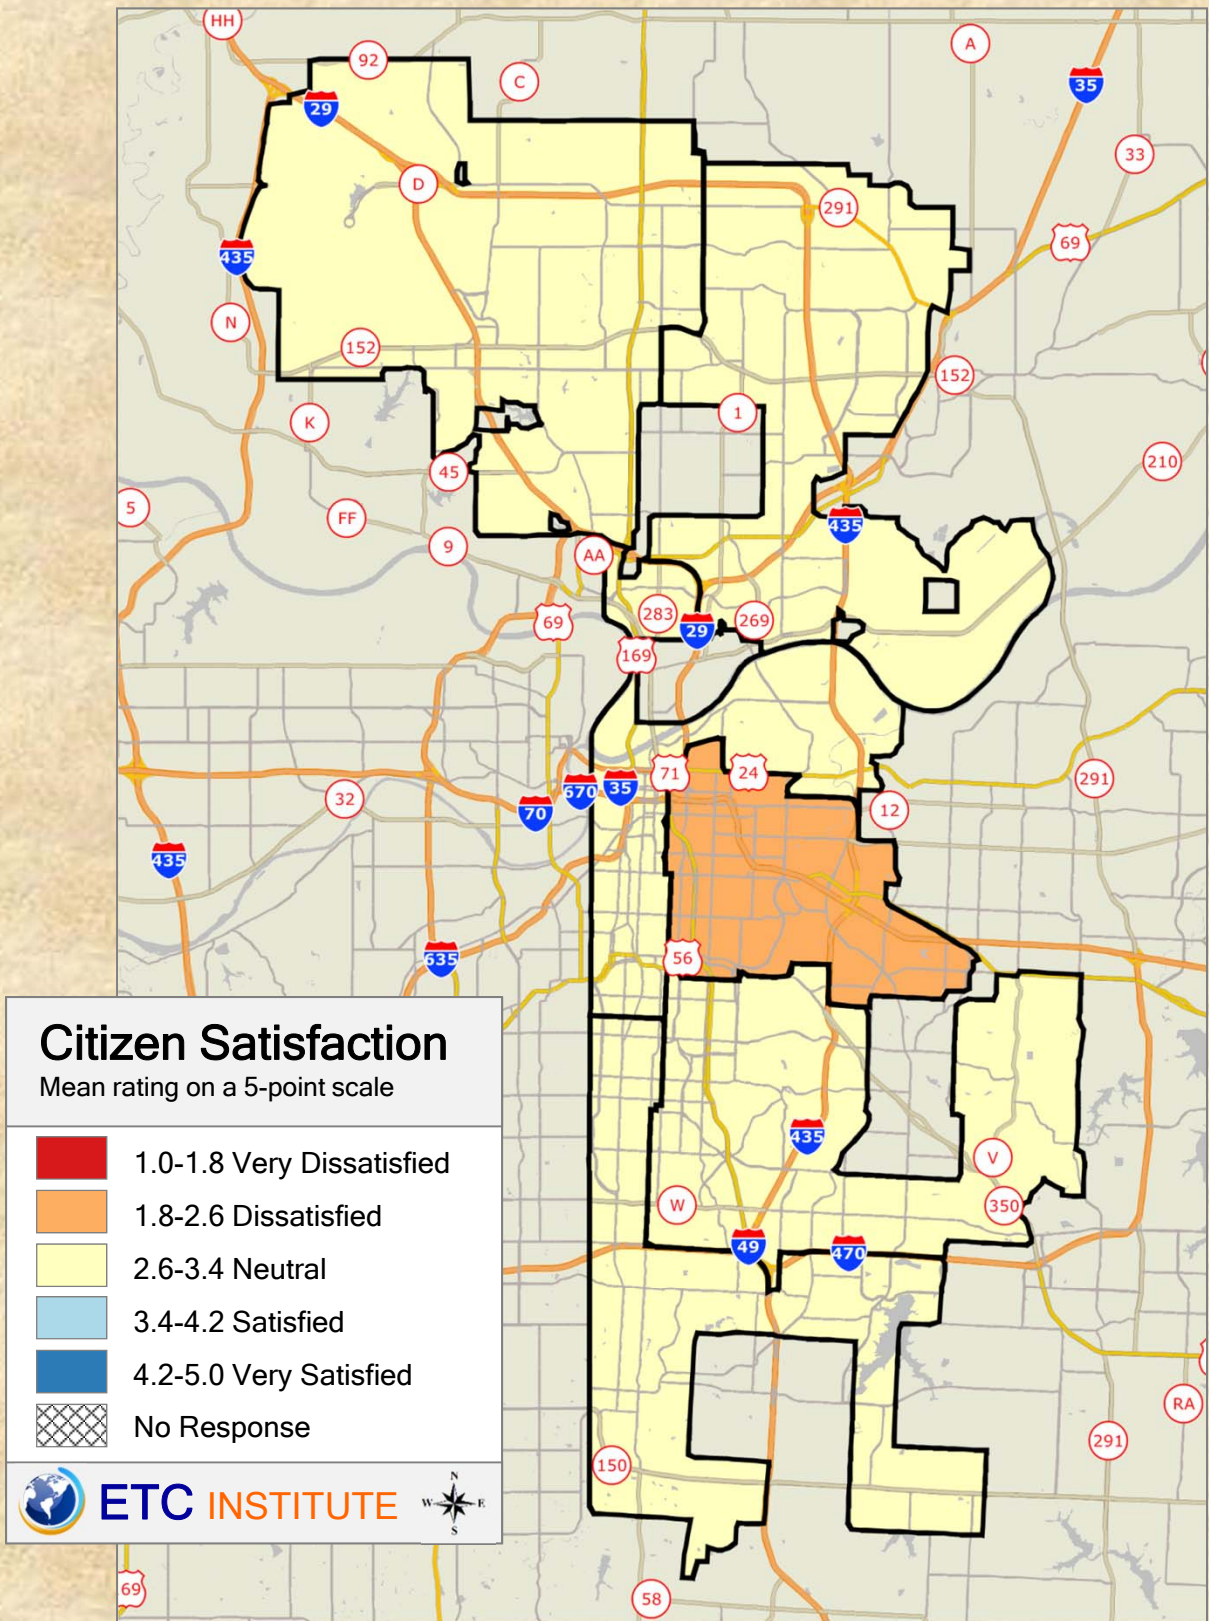 HH
92
C
A
29
35
33
D
291
69
435
N
152
152
1
K
45
210
5
FF
435
9
AA
283
269
69
29
169
71
24
670
35
291
32
70
12
435
56
635
Citizen Satisfaction
Mean rating on a 5-point scale
1.0-1.8 Very Dissatisfied
1.8-2.6 Dissatisfied
2.6-3.4 Neutral
3.4-4.2 Satisfied
4.2-5.0 Very Satisfied
No Response
ETC INSTITUTE
N
W E
S
435
V
W
350
49
470
RA
291
150
69
58